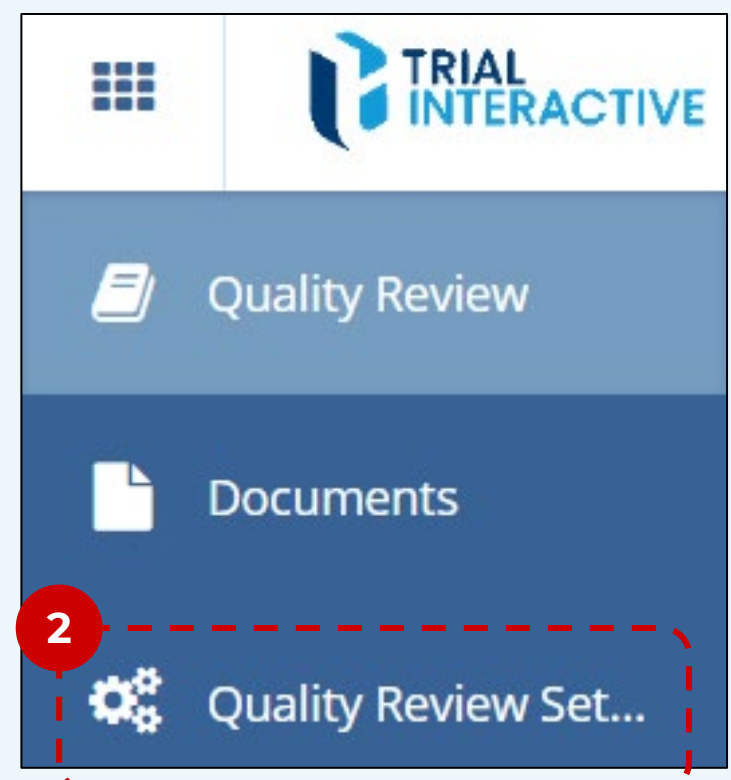 TRIAL
INTERACTIVE
Quality Review
Documents
2
Quality Review Set...